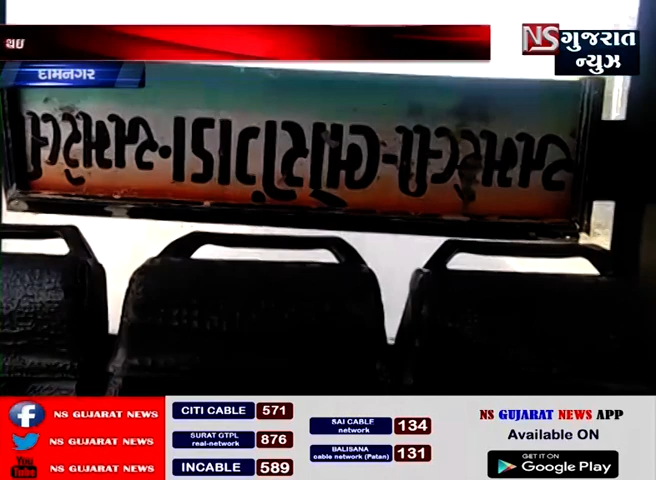 થઇ
NS ગુજરાત
ન્યુઝ
દામનગર
NS GUJARAT NEWS
NS GUJARAT NEWS
You Tube NS GUJARAT NEWS
CITI CABLE 571
SURAT GTPL real-network 876
INCABLE 589
SAI CABLE network 134
BALISANA cable network (Patan) 131
NS GUJARAT NEWS APP
Available ON
GET IT ON
Google Play